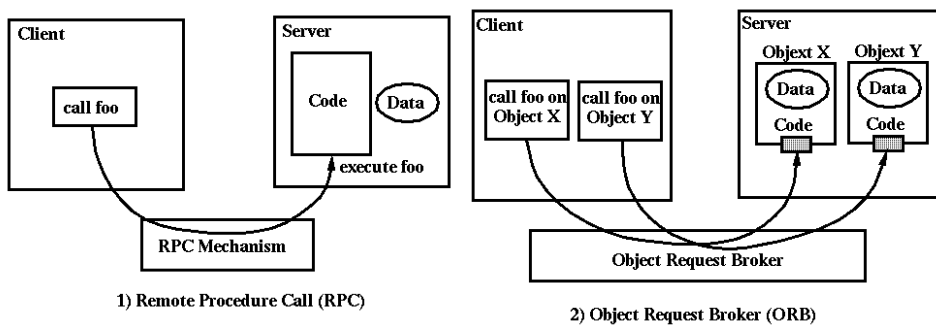 Client
call foo
Server
Code
Data
execute foo
RPC Mechanism
1) Remote Procedure Call (RPC)
Client
call foo on
Object X
call foo on
Object Y
Server
Objext X
Data
Code
Objext Y
Data
Code
Object Request Broker
2) Object Request Broker (ORB)